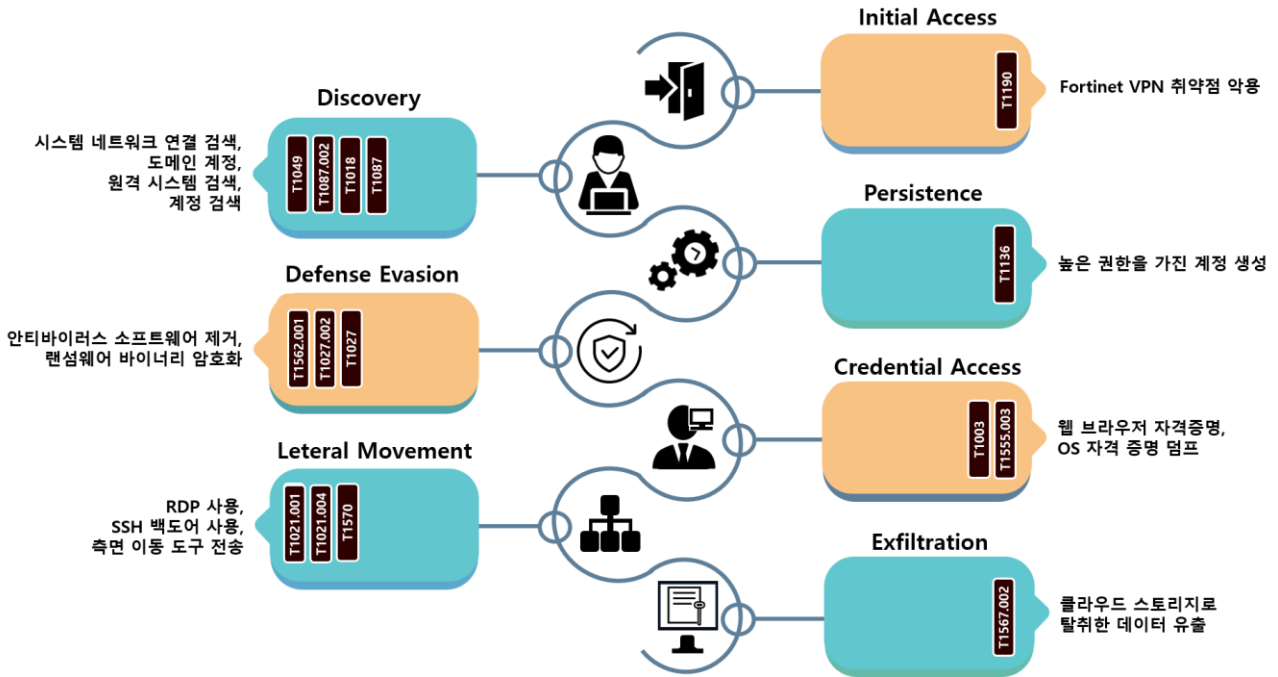 Initial Access
T1190
Fortinet VPN 취약점 악용
Discovery
시스템 네트워크 연결 검색,
도메인 계정,
원격 시스템 검색,
계정 검색
T1049
T1087.002
T1018
T1087
Persistence
T1136
높은 권한을 가진 계정 생성
Defense Evasion
안티바이러스 소프트웨어 제거,
랜섬웨어 바이너리 암호화
T1562.001
T1027.002
T1027
Credential Access
T1003
T1555.003
웹 브라우저 자격증명,
OS 자격 증명 덤프
Leteral Movement
RDP 사용,
SSH 백도어 사용,
측면 이동 도구 전송
T1021.001
T1021.004
T1570
Exfiltration
T1567.002
클라우드 스토리지로
탈취한 데이터 유출